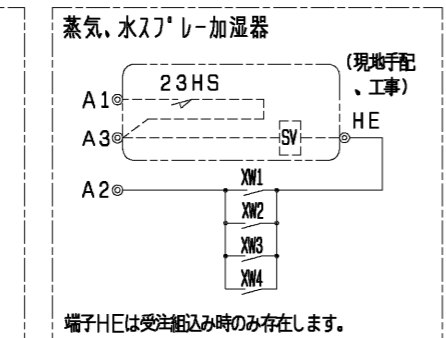 蒸気、水スプレー加湿器
(現地手配
、工事)
23HS
A1
HE
A3
SV
A2
XW1
XW2
XW3
XW4
端子HEは受注組込み時のみ存在します。